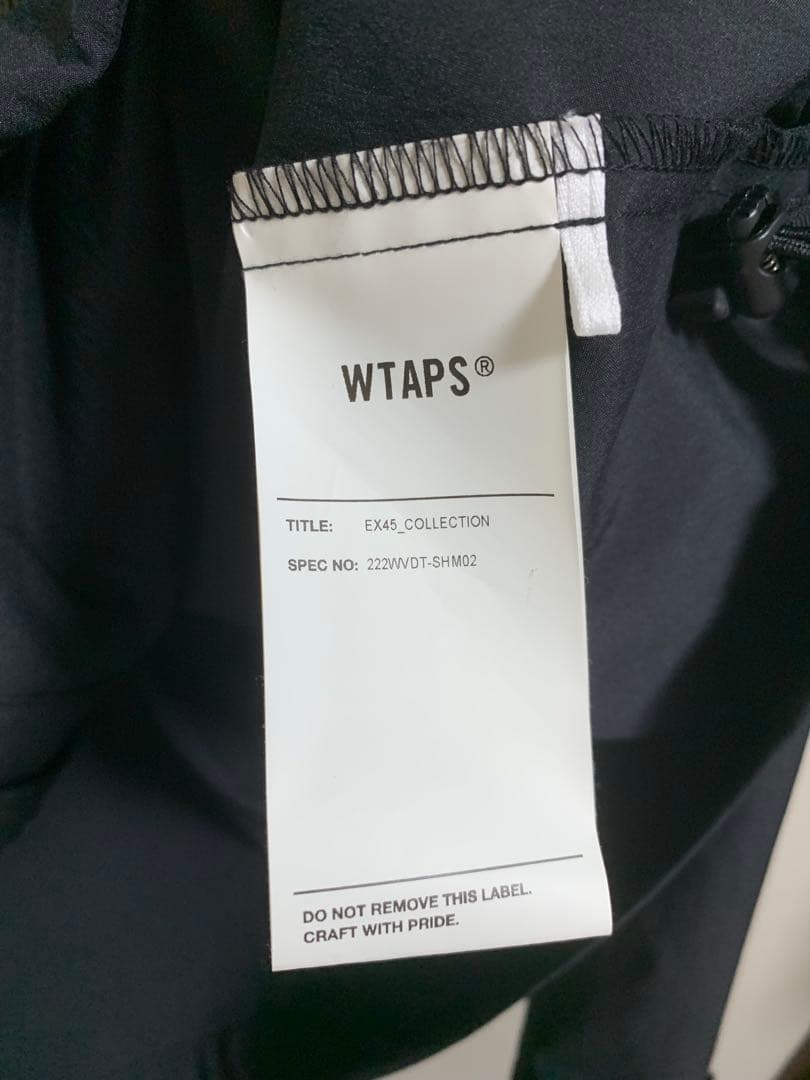 WTAPS®
TITLE: EX45_COLLECTION
SPEC NO: 222WVDT-SHM02
DO NOT REMOVE THIS LABEL.
CRAFT WITH PRIDE.